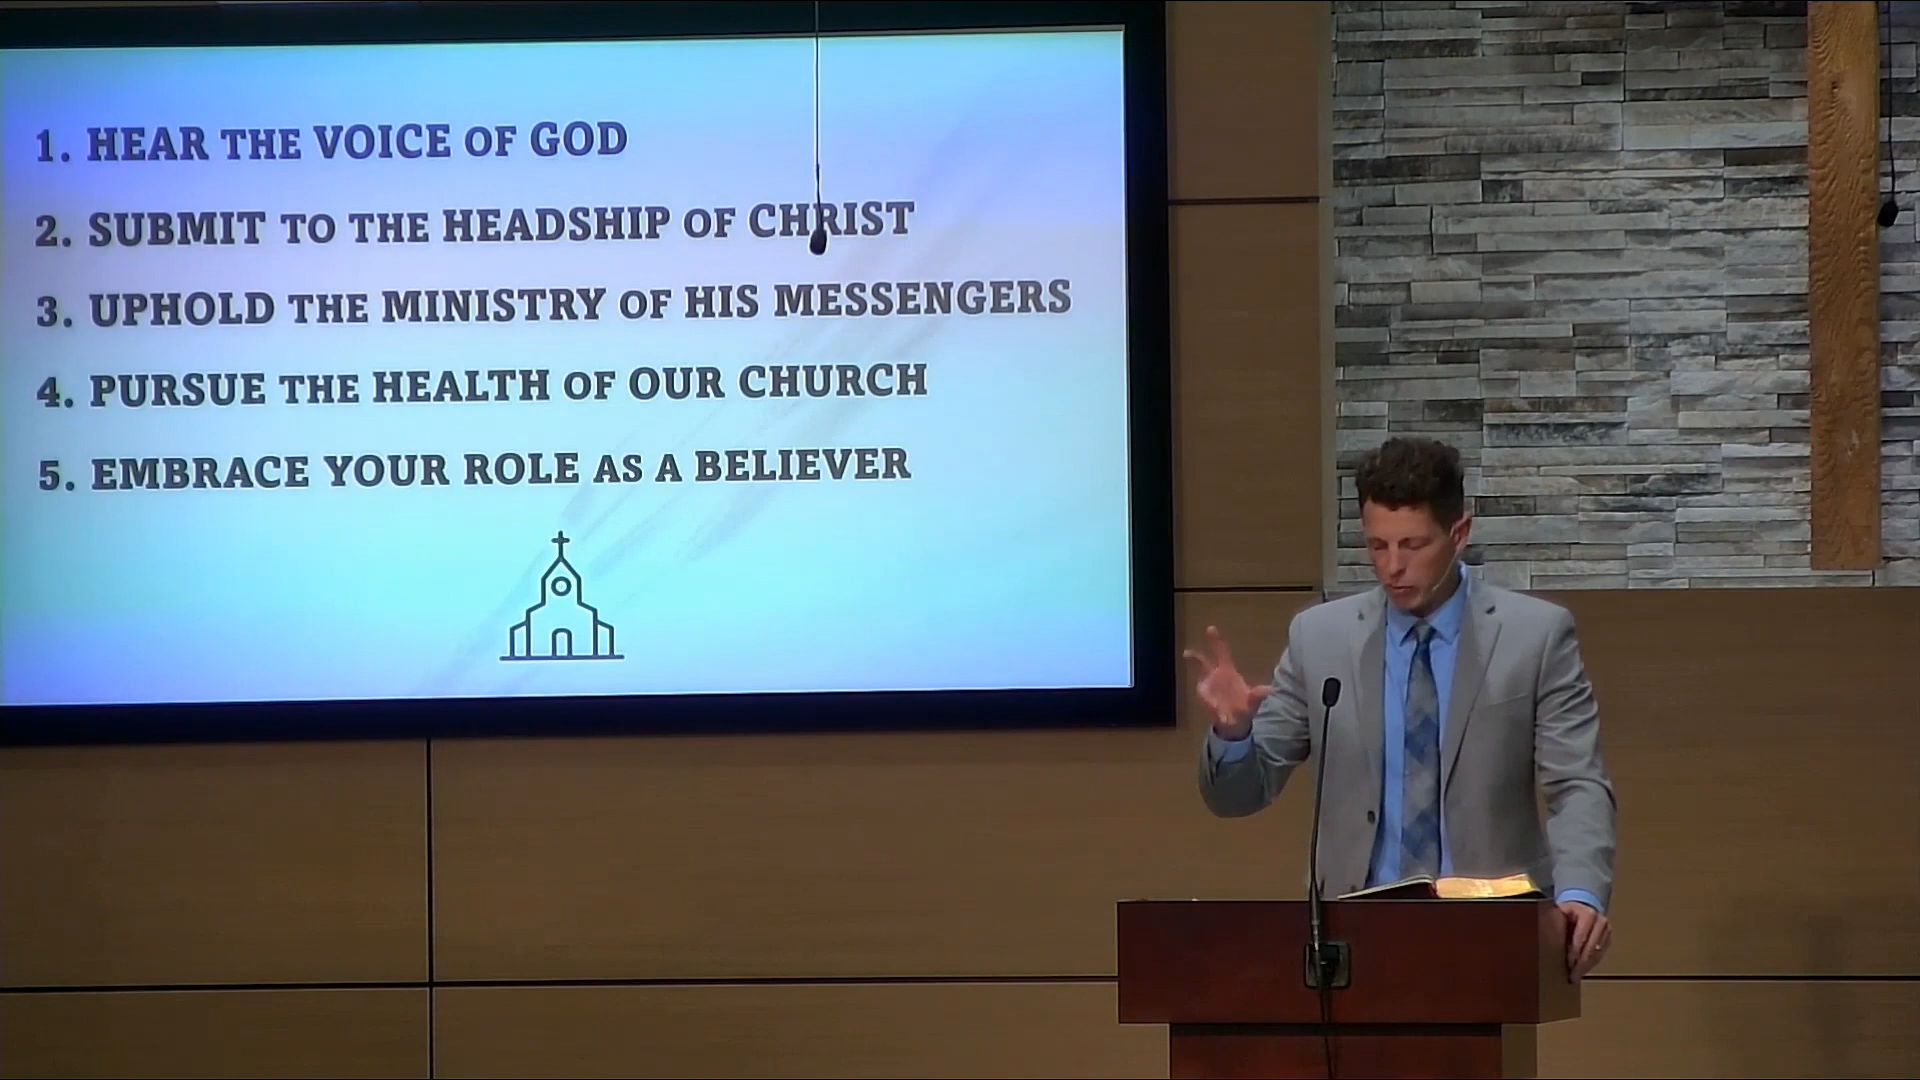 1. HEAR THE VOICE OF GOD
2. SUBMIT TO THE HEADSHIP OF CHRIST
3. UPHOLD THE MINISTRY OF HIS MESSENGERS
4. PURSUE THE HEALTH OF OUR CHURCH
5. EMBRACE YOUR ROLE AS A BELIEVER